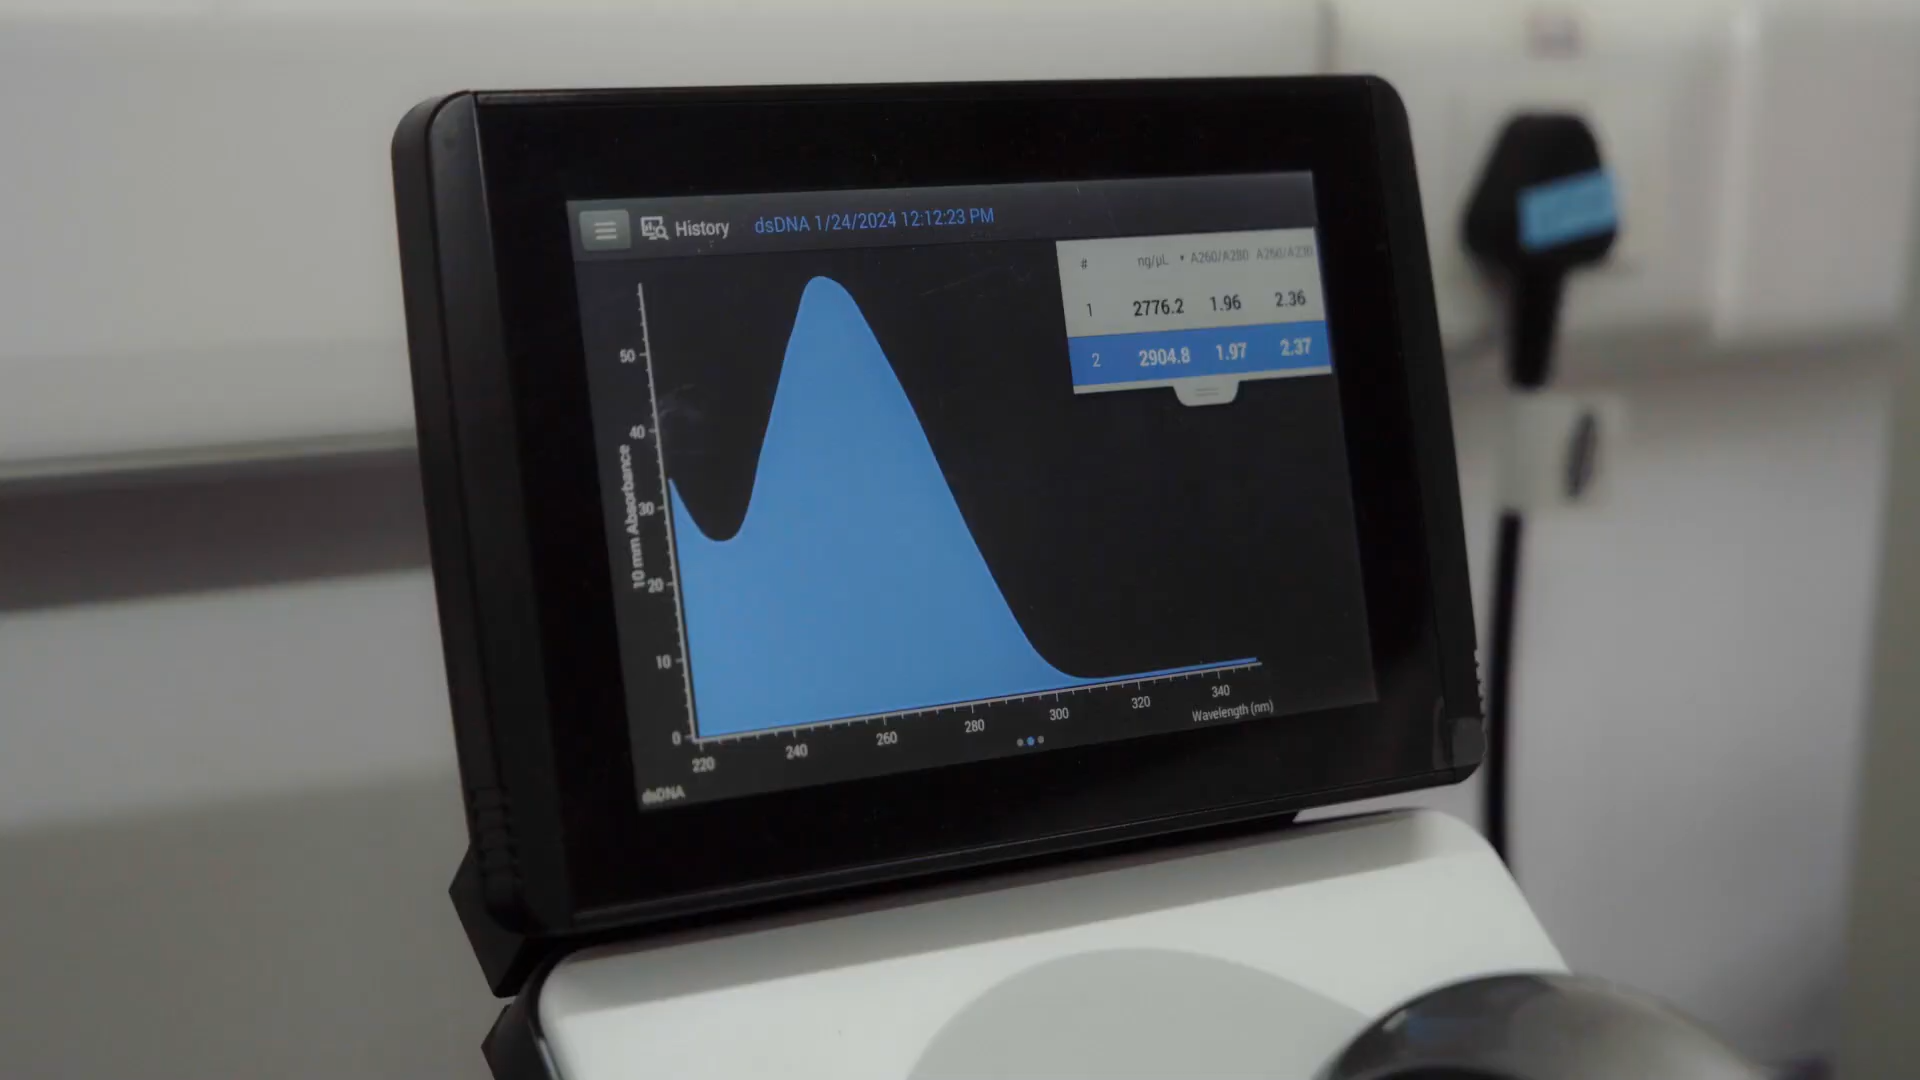 History dsDNA 1/24/2024 12:12:23 PM
# ng/µL A260/A280 A260/A230
1 2776.2 1.96 2.36
2 2904.8 1.97 2.37
10 mm Absorbance
50
40
30
20
10
0
220 240 260 280 300 320 340
Wavelength (nm)
dsDNA